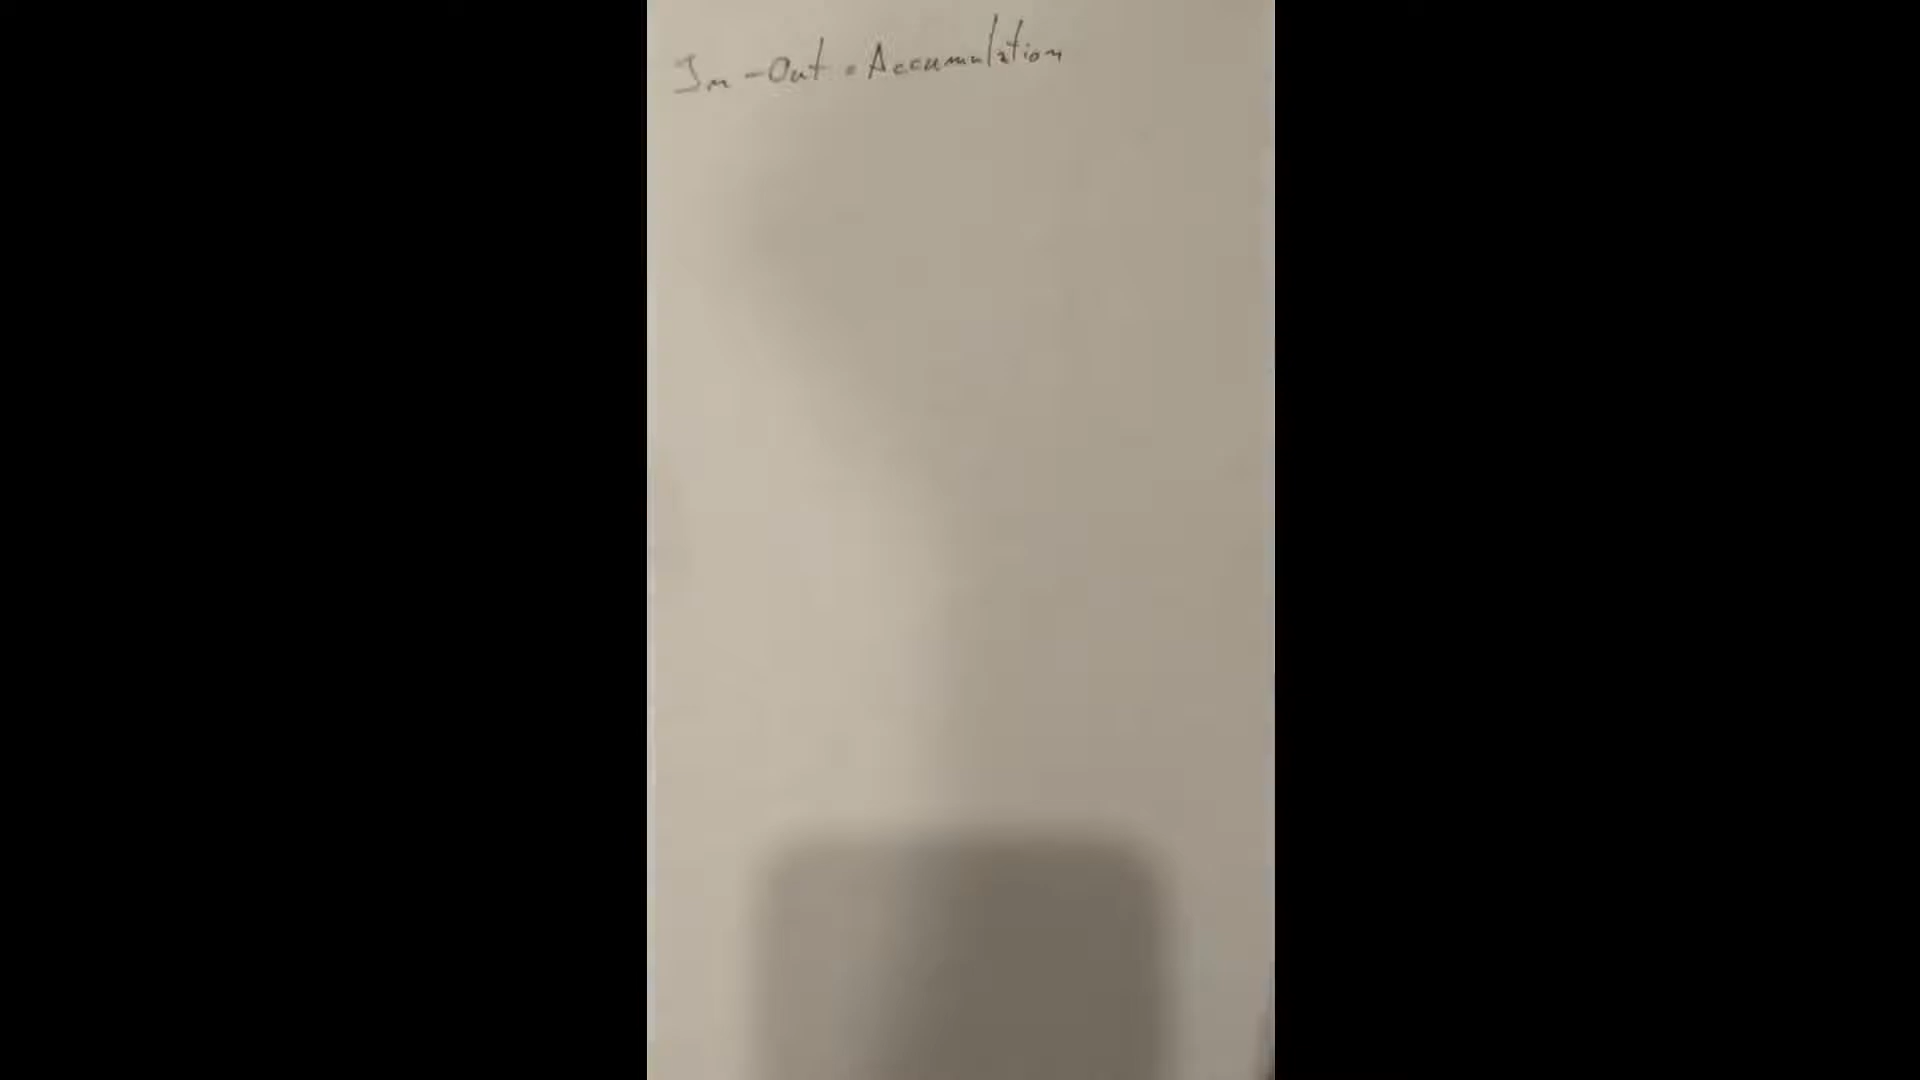 In - Out = Accumulation